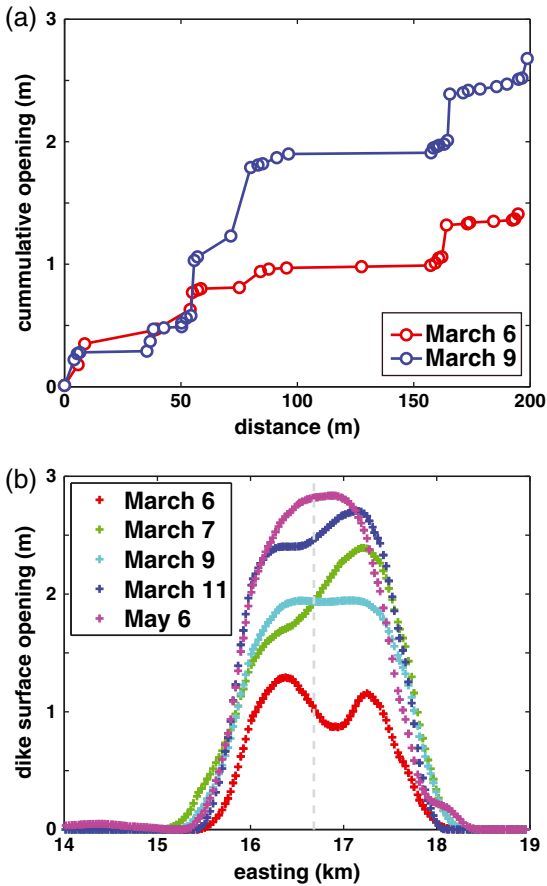 (a)
3
2
1
0
cummulative opening (m)
0 50 100 150 200
distance (m)
March 6
March 9
(b)
3
2
1
0
dike surface opening (m)
March 6
March 7
March 9
March 11
May 6
14 15 16 17 18 19
easting (km)